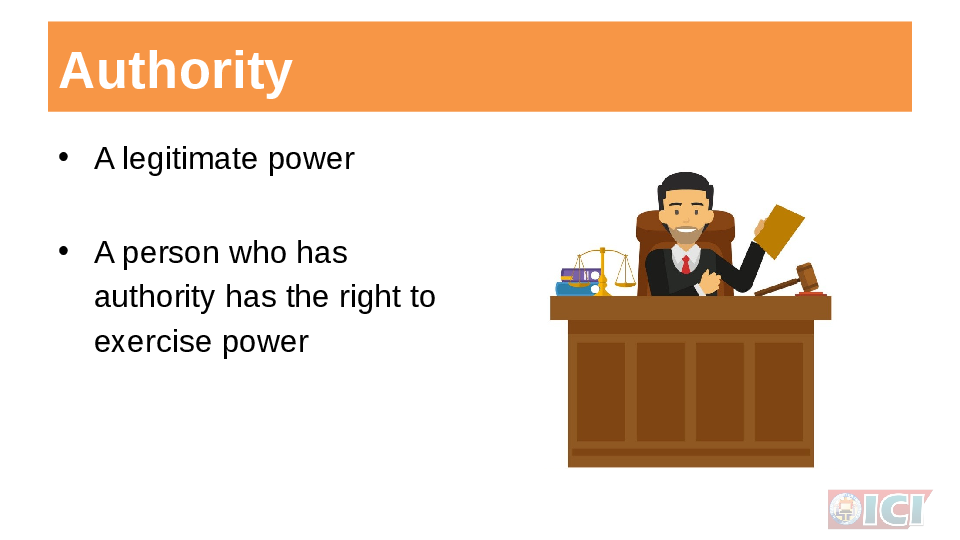 Authority
• A legitimate power
• A person who has
authority has the right to
exercise power
ICI